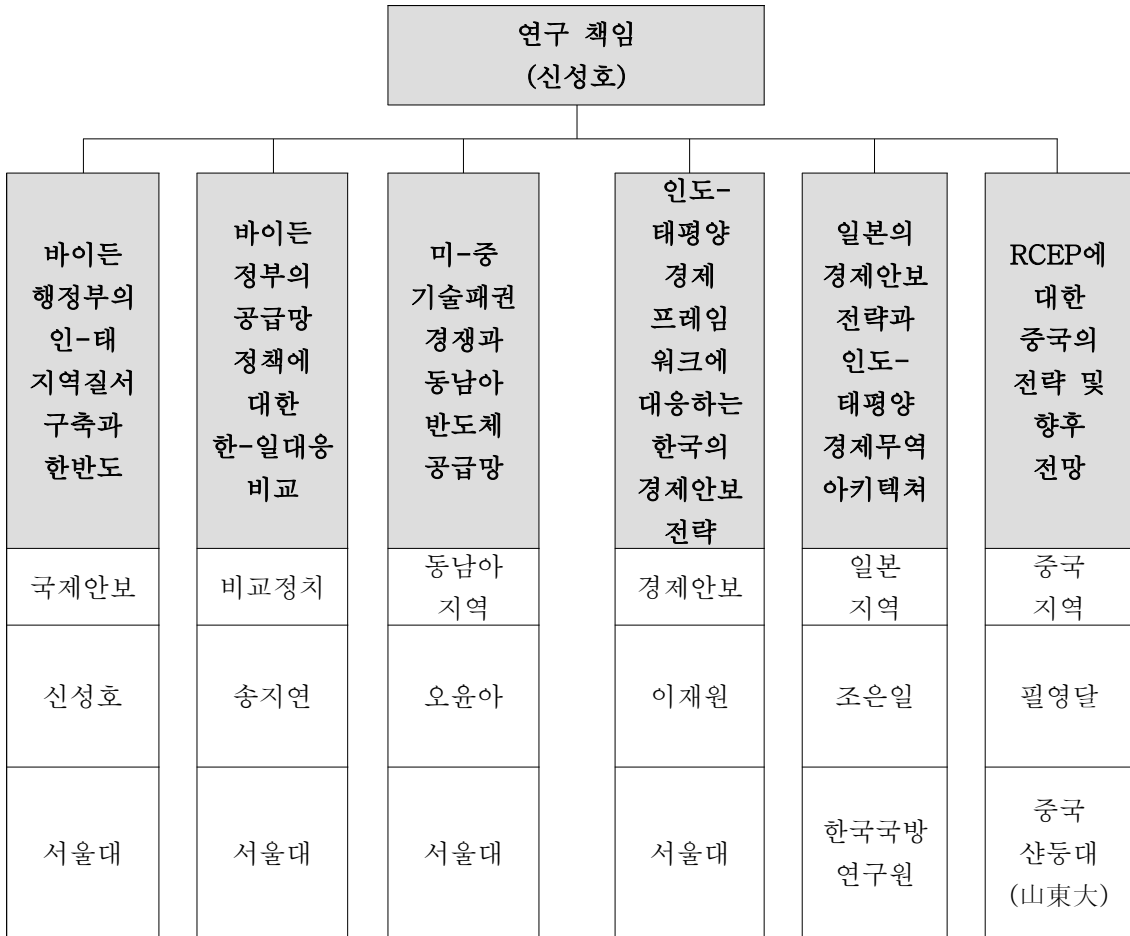 연구 책임
(신성호)
바이든
행정부의
인-태
지역질서
구축과
한반도
국제안보
신성호
서울대
바이든
정부의
공급망
정책에
대한
한-일대응
비교
비교정치
송지연
서울대
미-중
기술패권
경쟁과
동남아
반도체
공급망
동남아
지역
오윤아
서울대
인도-
태평양
경제
프레임
워크에
대응하는
한국의
경제안보
전략
경제안보
이재원
서울대
일본의
경제안보
전략과
인도-
태평양
경제무역
아키텍쳐
일본
지역
조은일
한국국방
연구원
RCEP에
대한
중국의
전략 및
향후
전망
중국
지역
필영달
중국
샨둥대
(山東大)